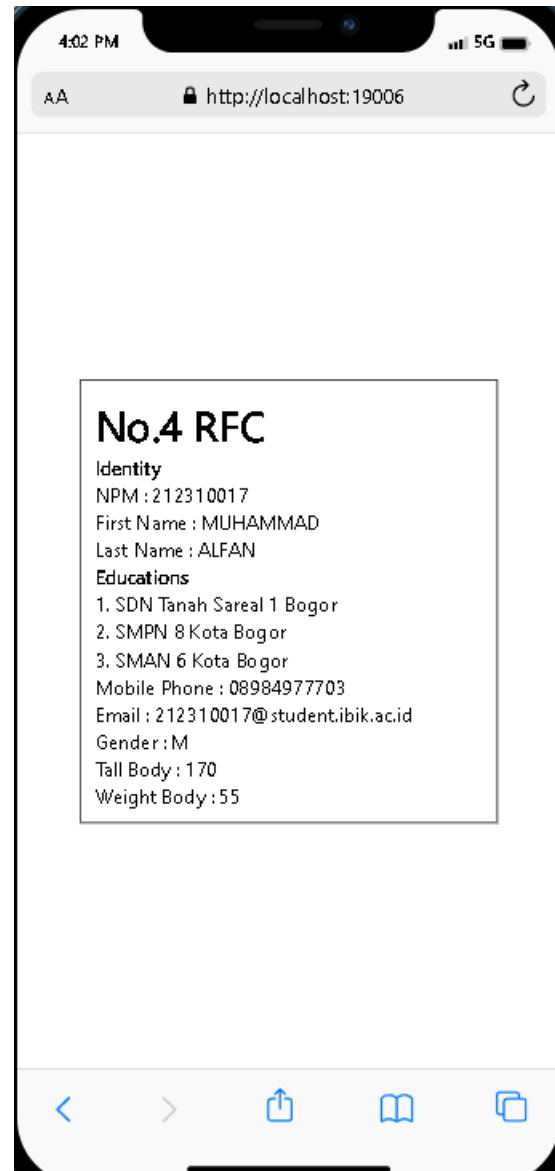 4:02 PM
5G
AA
http://localhost:19006
No.4 RFC
Identity
NPM : 212310017
First Name : MUHAMMAD
Last Name : ALFAN
Educations
1. SDN Tanah Sareal 1 Bogor
2. SMPN 8 Kota Bogor
3. SMAN 6 Kota Bogor
Mobile Phone : 08984977703
Email : 212310017@student.ibik.ac.id
Gender : M
Tall Body : 170
Weight Body : 55